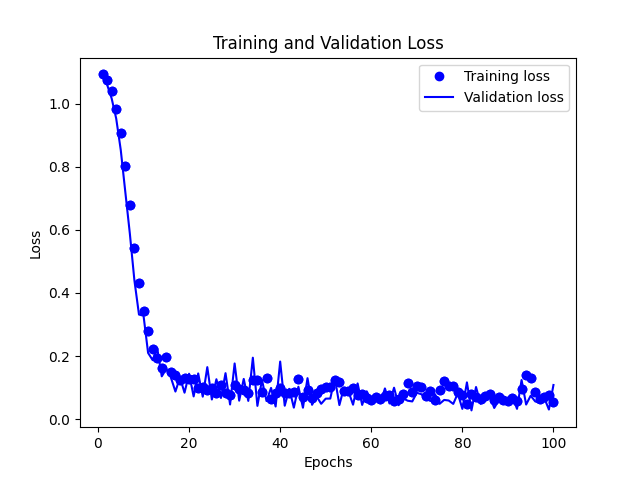 Training and Validation Loss
Training loss
Validation loss
1.0
0.8
0.6
0.4
0.2
0.0
Loss
0 20 40 60 80 100
Epochs